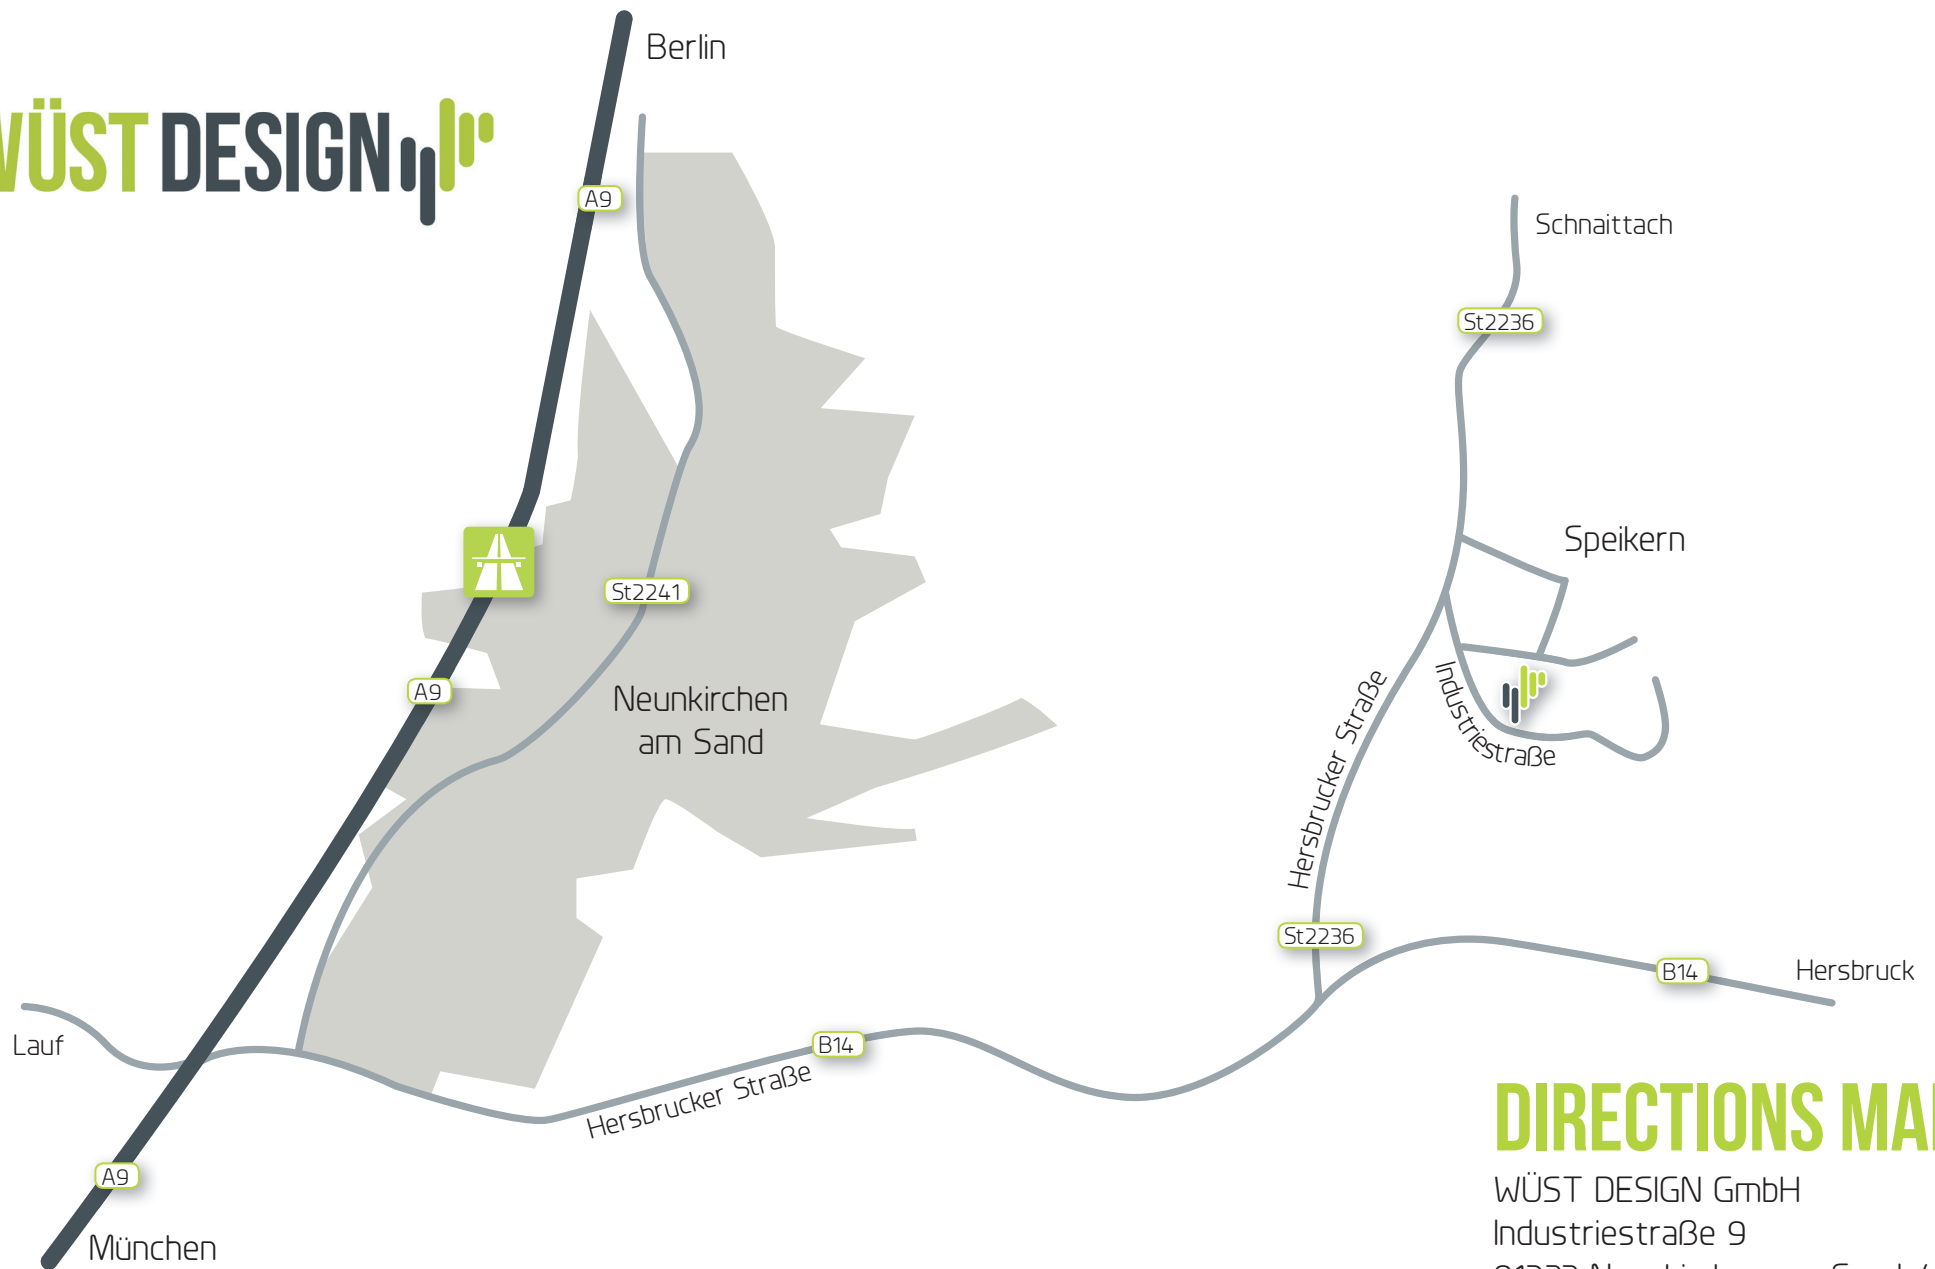 Berlin
WÜST DESIGN
A9
Schnaittach
St2236
Speikern
St2241
A9
Neunkirchen
am Sand
Industriestraße
Hersbrucker Straße
St2236
B14
Hersbruck
Lauf
B14
Hersbrucker Straße
A9
München
DIRECTIONS
WÜST DESIGN GmbH
Industriestraße 9